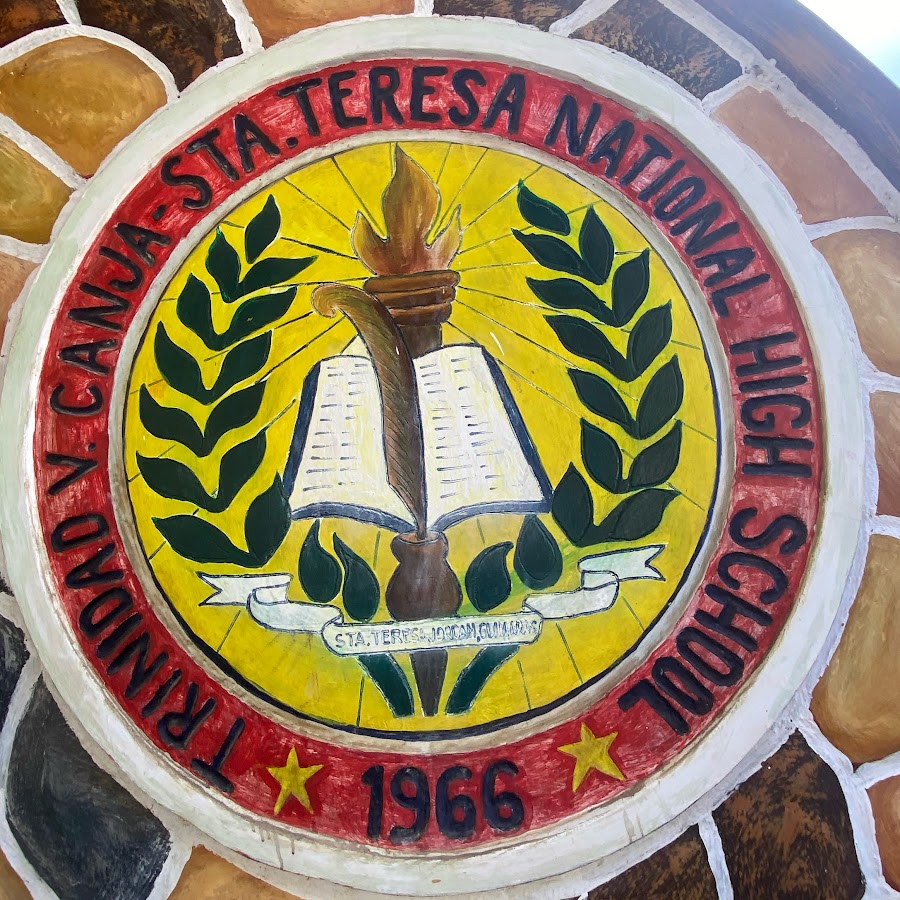 TRINIDAD V. CANJA-STA. TERESA NATIONAL HIGH SCHOOL
STA. TERESA, JORDAN, GUIMARAS
1966